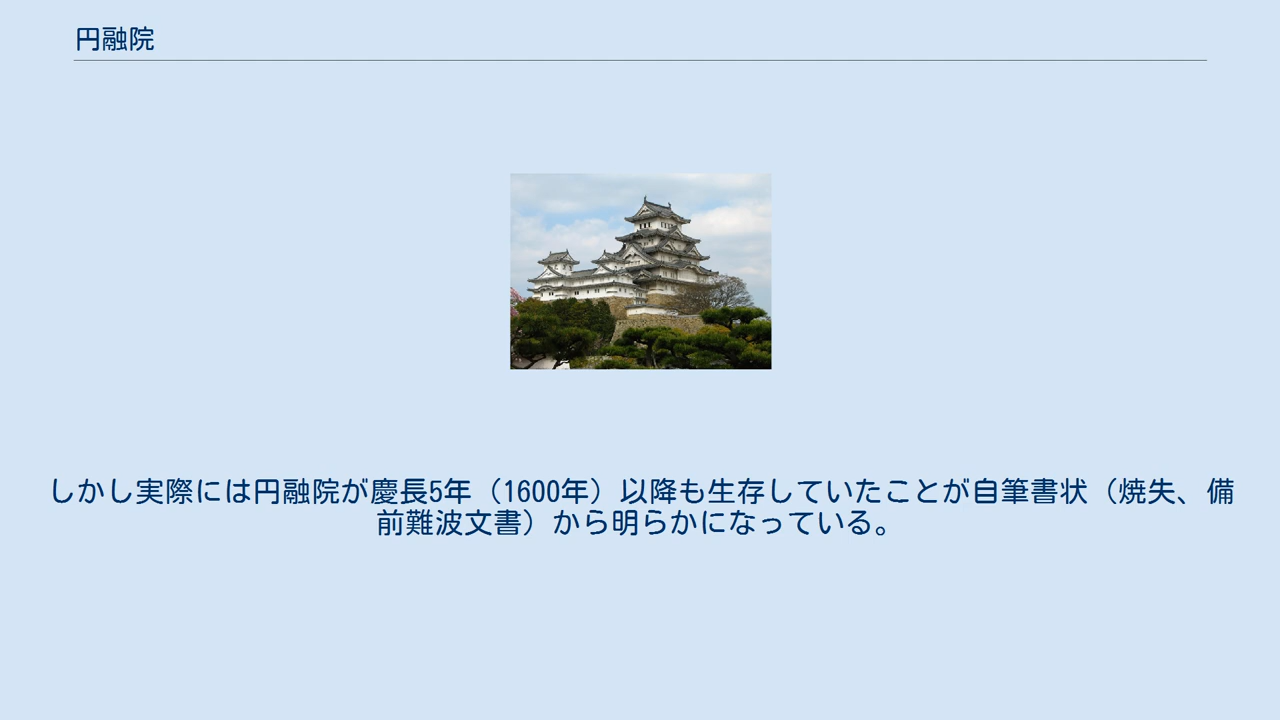 円融院
しかし実際には円融院が慶長5年（1600年）以降も生存していたことが自筆書状（焼失、備
前難波文書）から明らかになっている。